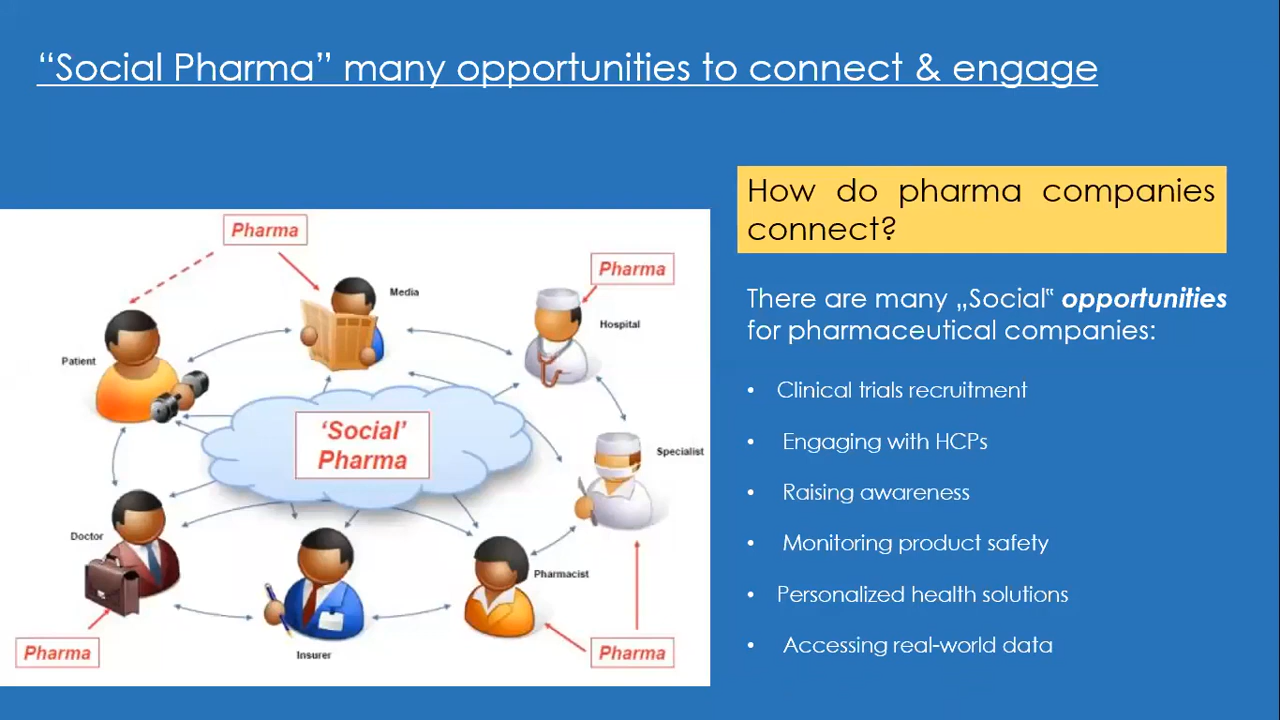 “Social Pharma” many opportunities to connect & engage
Pharma
Media
Pharma
Hospital
Patient
‘Social’
Pharma
Specialist
Doctor
Pharmacist
Insurer
Pharma
Pharma
How do pharma companies
connect?
There are many „Social‟ opportunities
for pharmaceutical companies:
• Clinical trials recruitment
• Engaging with HCPs
• Raising awareness
• Monitoring product safety
• Personalized health solutions
• Accessing real-world data